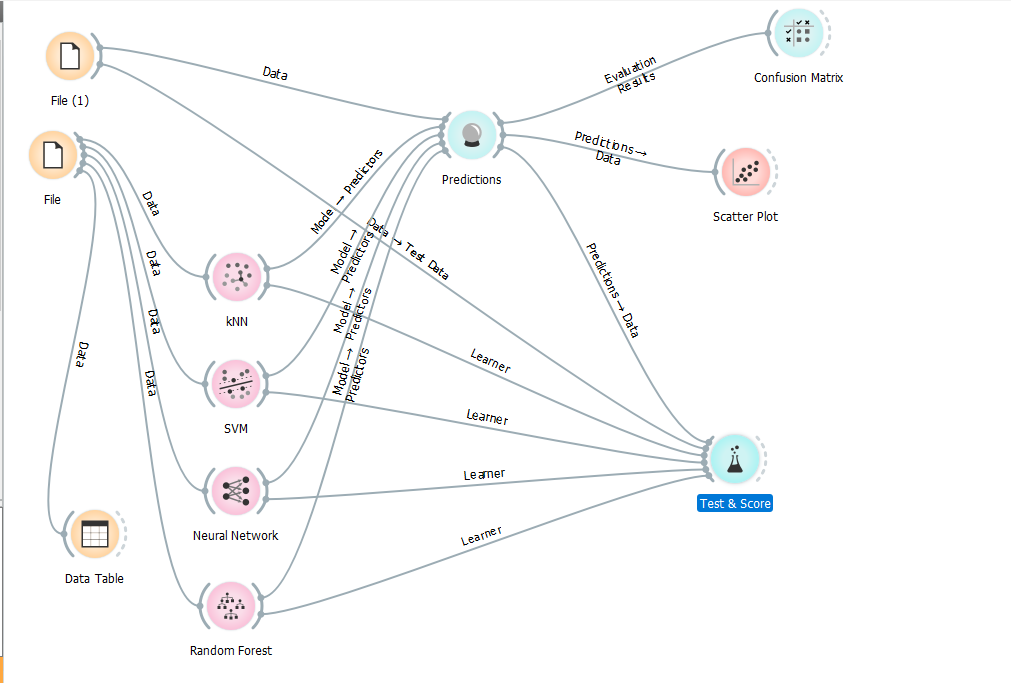 File (1)
Data
Evaluation
Results
Confusion Matrix
File
Predictions
Predictions →
Data
Scatter Plot
Data
Mode → Predictors
Data → Test Data
Model →
Predictors
Data
Predictions → Data
kNN
Model →
Predictors
Data
Learner
Data
Model →
Predictors
Data
SVM
Learner
Learner
Test & Score
Neural Network
Learner
Data Table
Random Forest